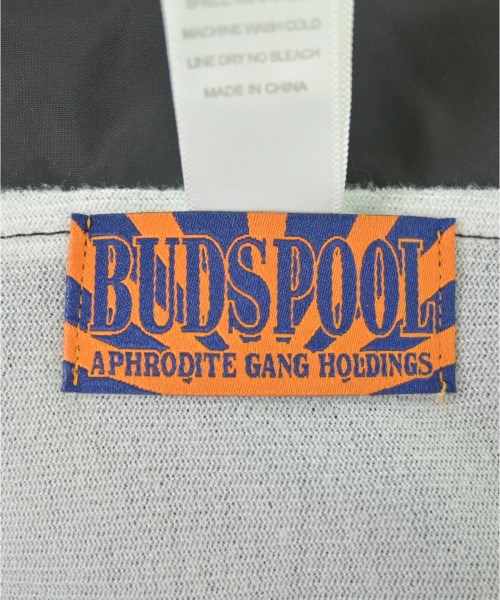 MACHINE WASH COLD
LINE DRY NO BLEACH
MADE IN CHINA
BUDSPOOL
APHRODITE GANG HOLDINGS